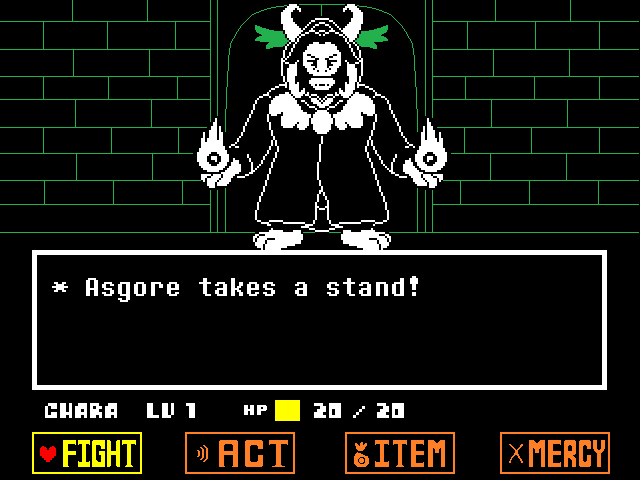 * Asgore takes a stand!
CHARA LV 1 HP 20 / 20
FIGHT ACT ITEM MERCY